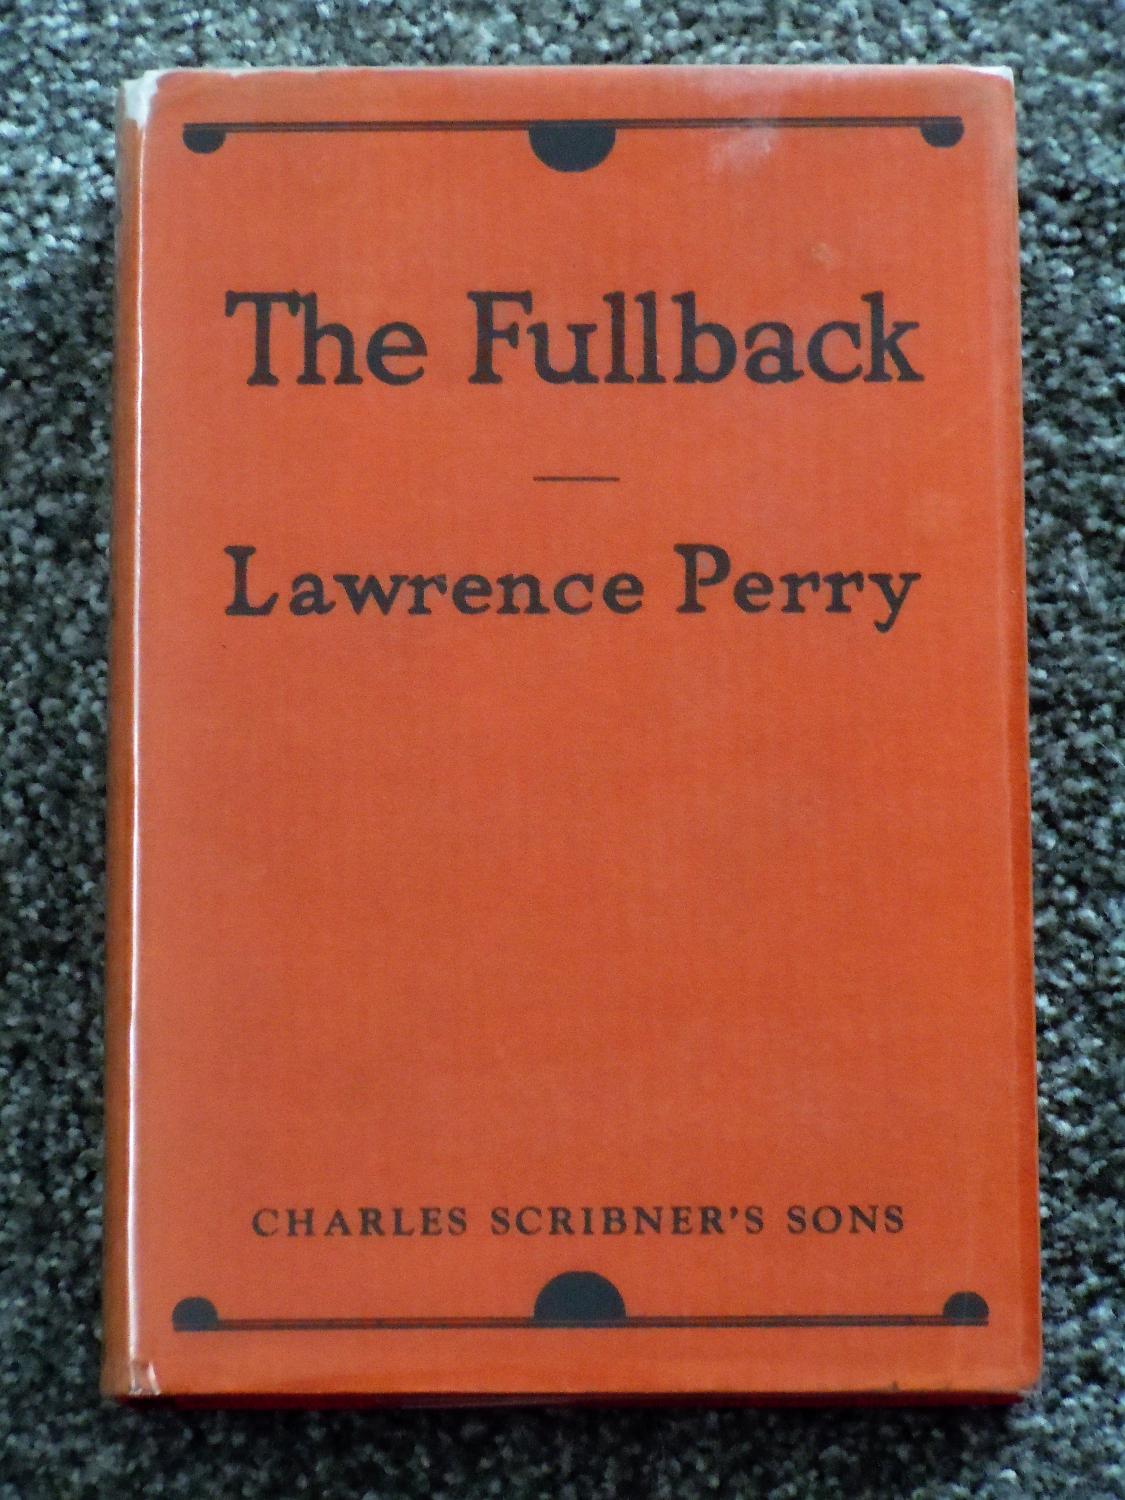 The Fullback
Lawrence Perry
CHARLES SCRIBNER'S SONS